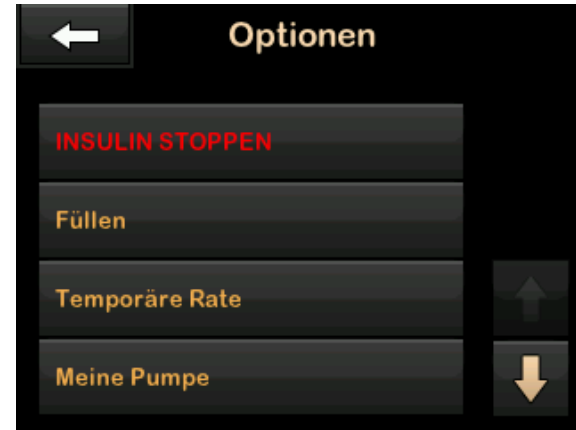 Optionen
INSULIN STOPPEN
Füllen
Temporäre Rate
Meine Pumpe